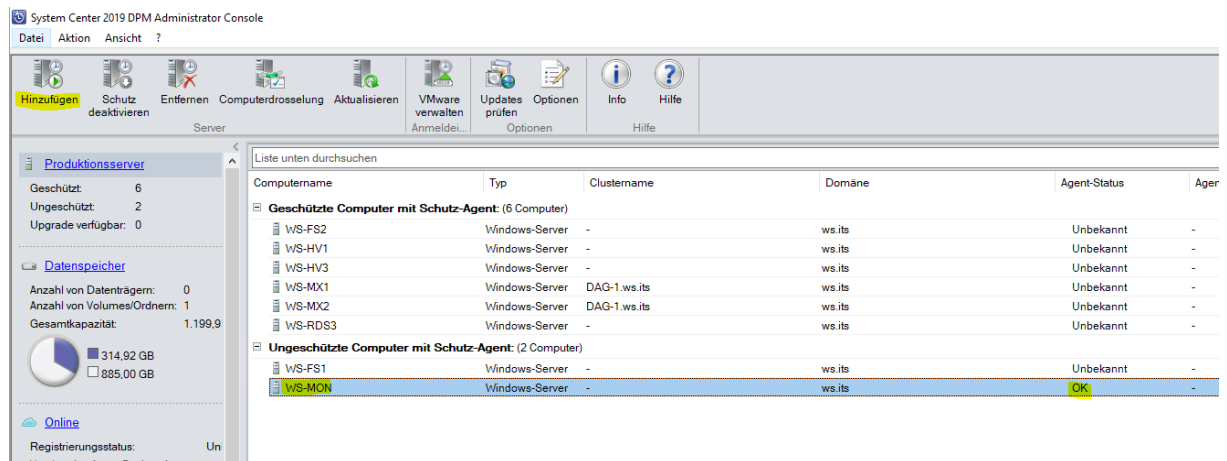 System Center 2019 DPM Administrator Console
Datei Aktion Ansicht ?
Hinzufügen Schutz deaktivieren Entfernen Computerdrosselung Aktualisieren VMware verwalten Updates prüfen Optionen Info Hilfe
Server Anmeldei... Optionen Hilfe
Produktionsserver
Geschützt: 6
Ungeschützt: 2
Upgrade verfügbar: 0
Datenspeicher
Anzahl von Datenträgern: 0
Anzahl von Volumes/Ordnern: 1
Gesamtkapazität: 1.199,9
314,92 GB
885,00 GB
Online
Registrierungsstatus: Un
Liste unten durchsuchen
Computername Typ Clustername Domäne Agent-Status Agen
Geschützte Computer mit Schutz-Agent: (6 Computer)
WS-FS2 Windows-Server - ws.its Unbekannt -
WS-HV1 Windows-Server - ws.its Unbekannt -
WS-HV3 Windows-Server - ws.its Unbekannt -
WS-MX1 Windows-Server DAG-1.ws.its ws.its Unbekannt -
WS-MX2 Windows-Server DAG-1.ws.its ws.its Unbekannt -
WS-RDS3 Windows-Server - ws.its Unbekannt -
Ungeschützte Computer mit Schutz-Agent: (2 Computer)
WS-FS1 Windows-Server - ws.its Unbekannt -
WS-MON Windows-Server - ws.its OK -